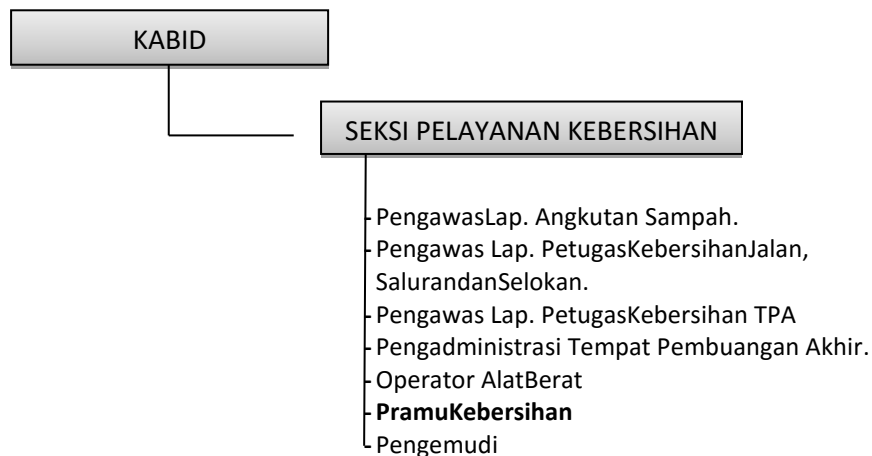 KABID
SEKSI PELAYANAN KEBERSIHAN
- PengawasLap. Angkutan Sampah.
- Pengawas Lap. PetugasKebersihanJalan,
SalurandanSelokan.
- Pengawas Lap. PetugasKebersihan TPA
- Pengadministrasi Tempat Pembuangan Akhir.
- Operator AlatBerat
- PramuKebersihan
- Pengemudi